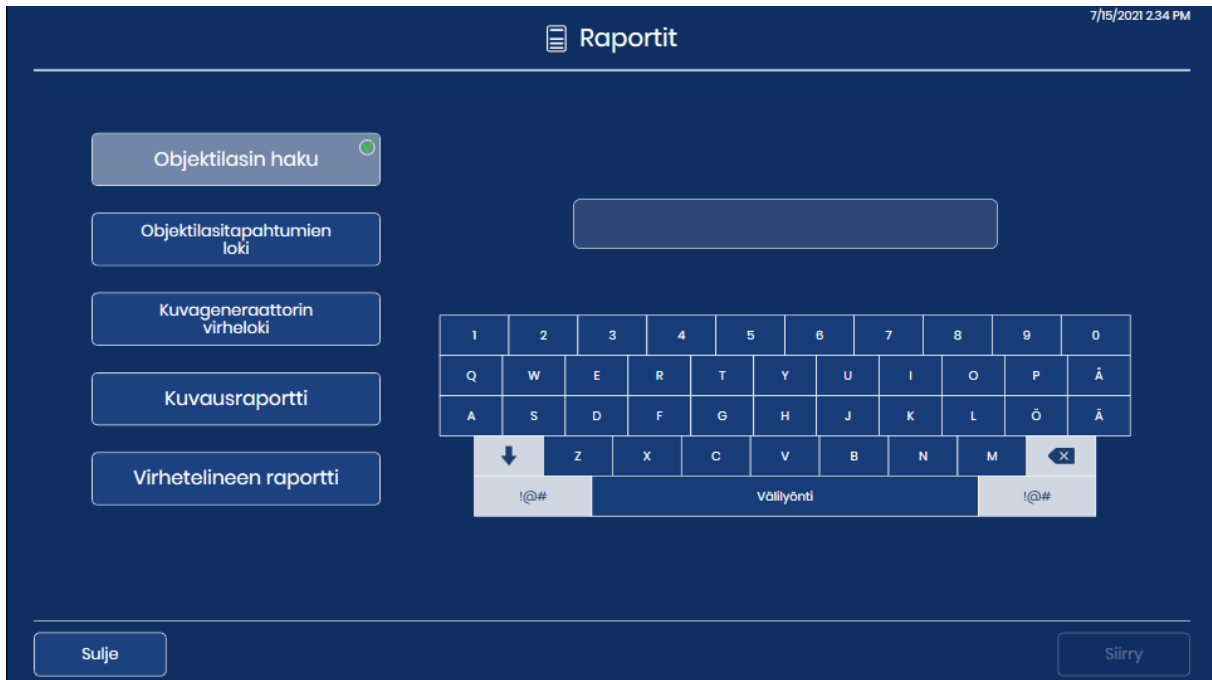 7/15/2021 2.34 PM
Raportit
Objektilasin haku
Objektilasitapahtumien
loki
Kuvageneraattorin
virheloki
Kuvausraportti
Virhetelineen raportti
1 2 3 4 5 6 7 8 9 0
Q W E R T Y U I O P Å
A S D F G H J K L Ö Ä
Z X C V B N M
!@# Välilyönti !@#
Sulje
Siirry